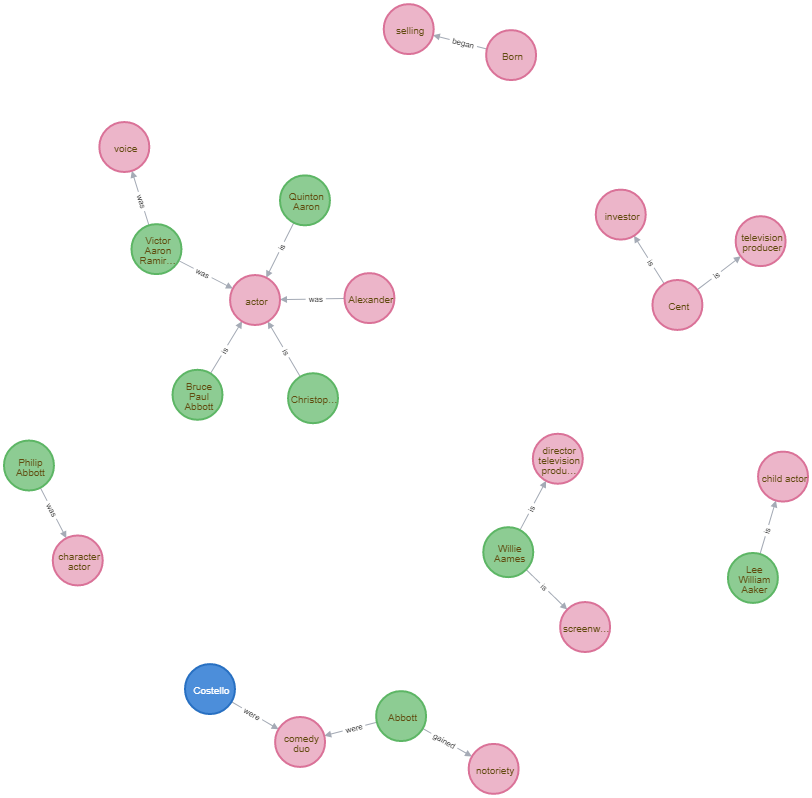 selling
began
Born
voice
was
Quinton
Aaron
Victor
Aaron
Ramir...
was
is
actor
was
Alexander
is
is
Bruce
Paul
Abbott
Christop...
investor
television
producer
is
is
Cent
Philip
Abbott
was
character
actor
director
television
produ...
is
Willie
Aames
is
screenw...
child actor
is
Lee
William
Aaker
Costello
were
comedy
duo
were
Abbott
gained
notoriety